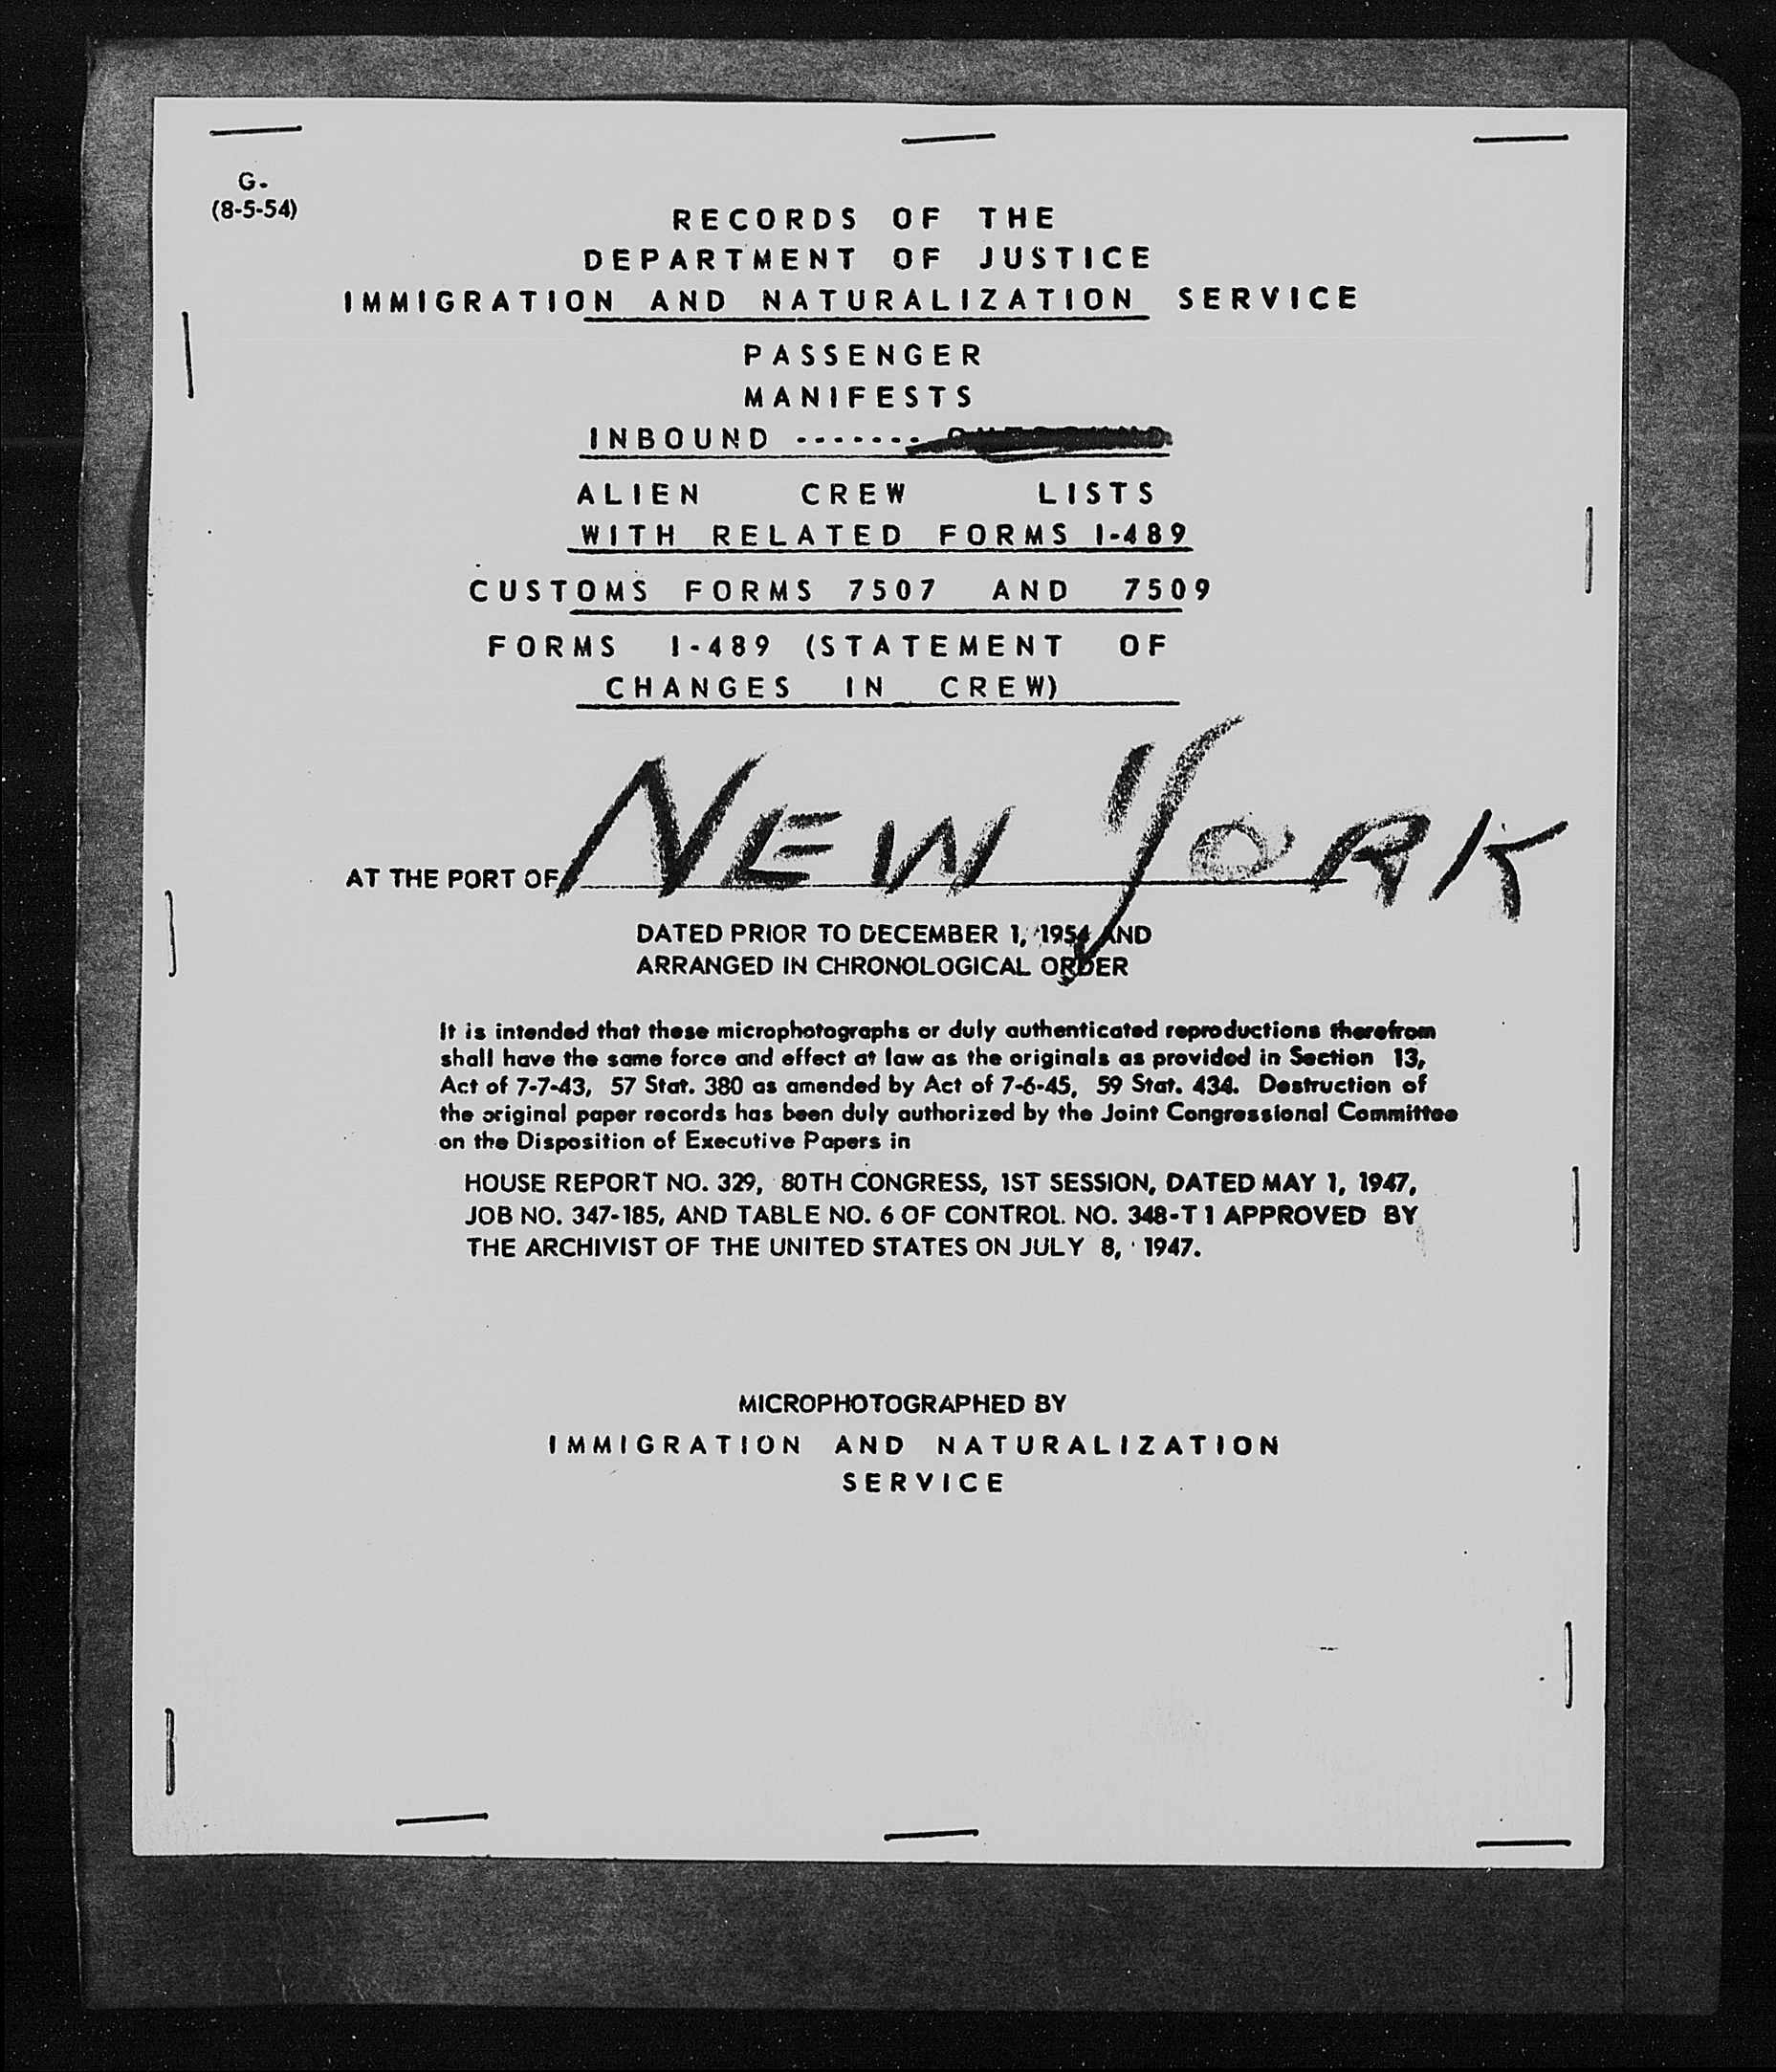 G-
(8-5-54)
RECORDS OF THE
DEPARTMENT OF JUSTICE
IMMIGRATION AND NATURALIZATION SERVICE
PASSENGER
MANIFESTS
INBOUND -------
ALIEN CREW LISTS
WITH RELATED FORMS I-489
CUSTOMS FORMS 7507 AND 7509
FORMS I-489 (STATEMENT OF
CHANGES IN CREW)
AT THE PORT OF NEW YORK
DATED PRIOR TO DECEMBER 1, 1954 AND
ARRANGED IN CHRONOLOGICAL ORDER
It is intended that these microphotographs or duly authenticated reproductions therefrom
shall have the same force and effect at law as the originals as provided in Section 13,
Act of 7-7-43, 57 Stat. 380 as amended by Act of 7-6-45, 59 Stat. 434. Destruction of
the original paper records has been duly authorized by the Joint Congressional Committee
on the Disposition of Executive Papers in
HOUSE REPORT NO. 329, 80TH CONGRESS, 1ST SESSION, DATED MAY 1, 1947,
JOB NO. 347-185, AND TABLE NO. 6 OF CONTROL NO. 348-T1 APPROVED BY
THE ARCHIVIST OF THE UNITED STATES ON JULY 8, 1947.
MICROPHOTOGRAPHED BY
IMMIGRATION AND NATURALIZATION
SERVICE